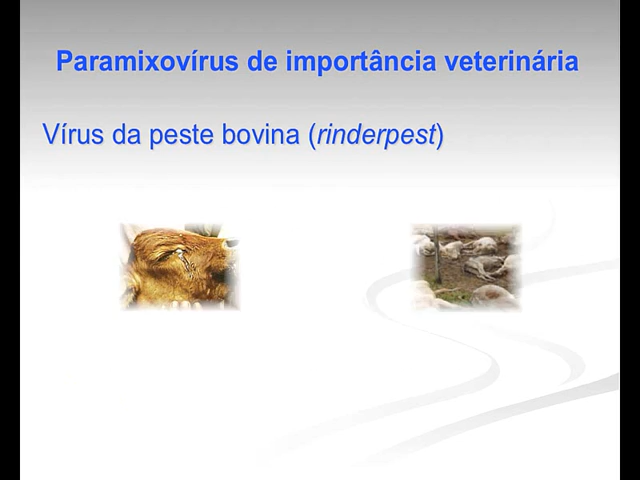 Paramixovírus de importância veterinária
Vírus da peste bovina (rinderpest)